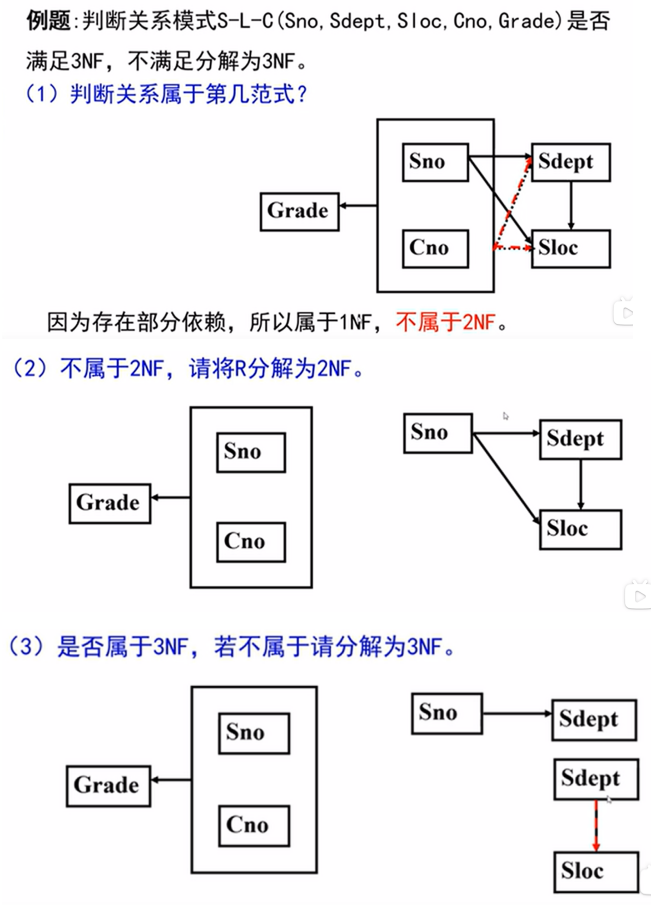 例题:判断关系模式S-L-C(Sno,Sdept,Sloc,Cno,Grade)是否
满足3NF，不满足分解为3NF。
（1）判断关系属于第几范式？
Sno
Sdept
Grade
Cno
Sloc
因为存在部分依赖，所以属于1NF，不属于2NF。
（2）不属于2NF，请将R分解为2NF。
Sno
Grade
Cno
Sno
Sdept
Sloc
（3）是否属于3NF，若不属于请分解为3NF。
Sno
Grade
Cno
Sno
Sdept
Sdept
Sloc